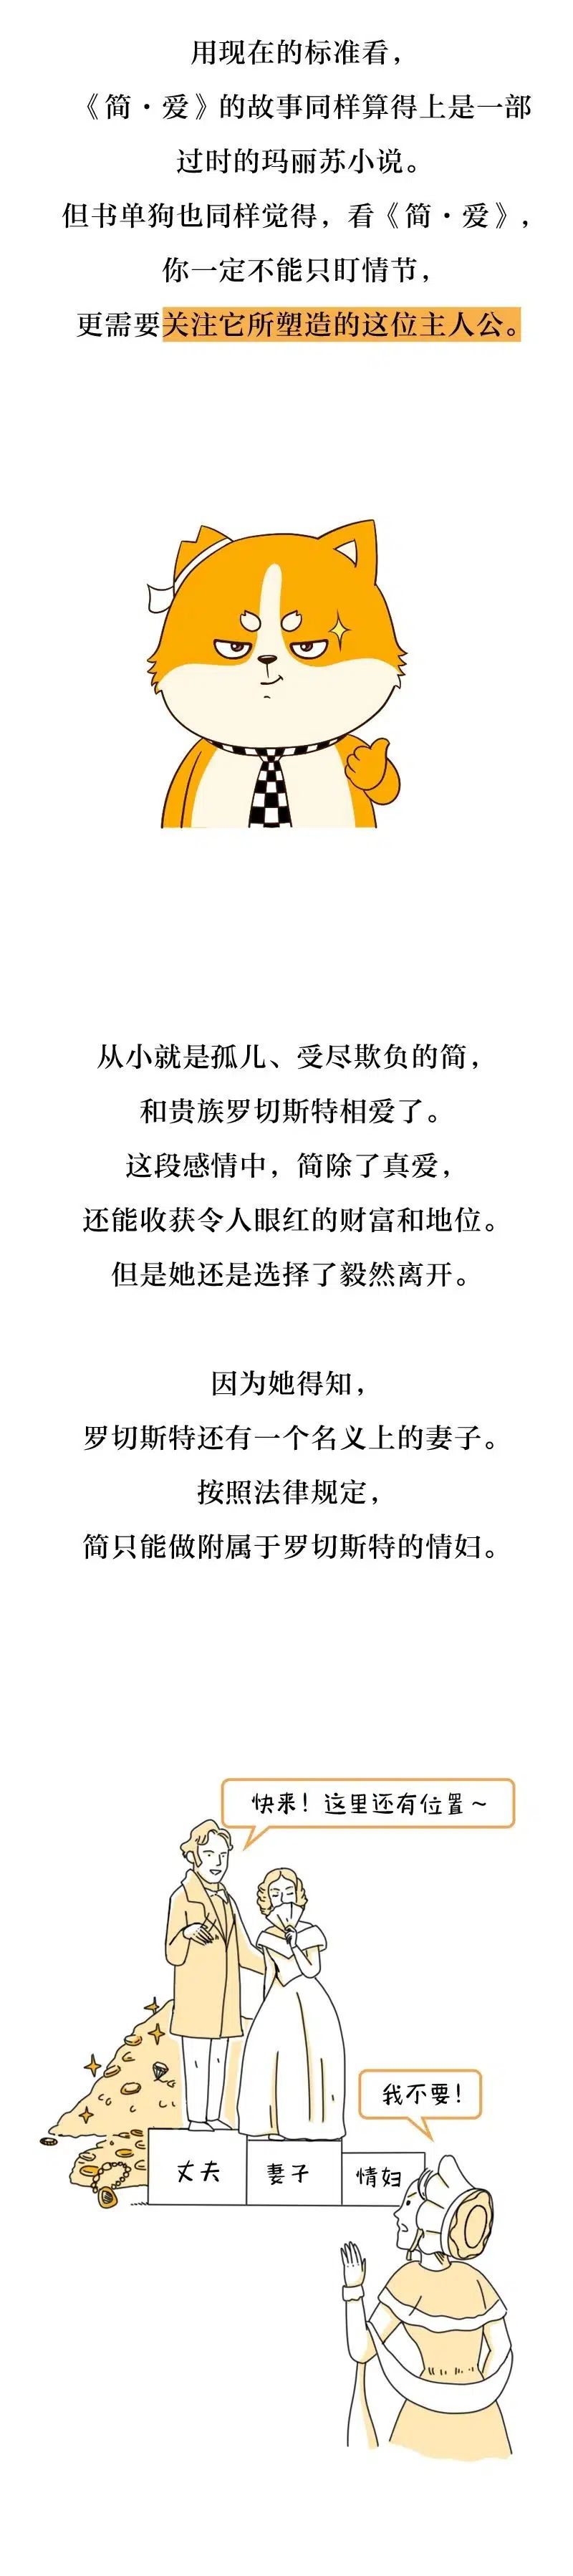 用现在的标准看，
《简·爱》的故事同样算得上是一部
过时的玛丽苏小说。
但书单狗也同样觉得，看《简·爱》，
你一定不能只盯情节，
更需要关注它所塑造的这位主人公。
从小就是孤儿、受尽欺负的简，
和贵族罗切斯特相爱了。
这段感情中，简除了真爱，
还能收获令人眼红的财富和地位。
但是她还是选择了毅然离开。
因为她得知，
罗切斯特还有一个名义上的妻子。
按照法律规定，
简只能做附属于罗切斯特的情妇。
快来！这里还有位置～
我不要！
丈夫
妻子
情妇